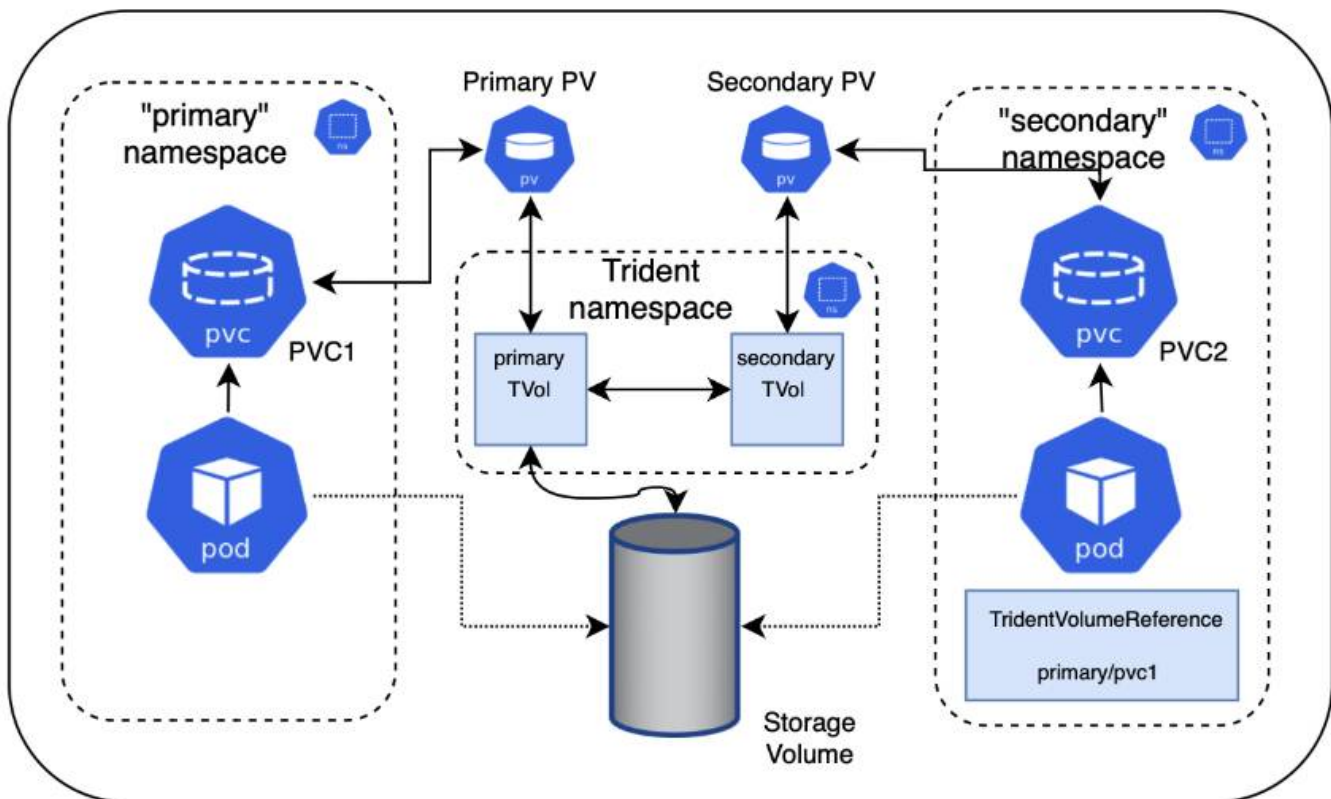 Primary PV
Secondary PV
"primary"
namespace
ns
pv
pv
"secondary"
namespace
ns
Trident
namespace
ns
pvc
PVC1
primary
TVol
secondary
TVol
pvc
PVC2
pod
pod
TridentVolumeReference
primary/pvc1
Storage
Volume